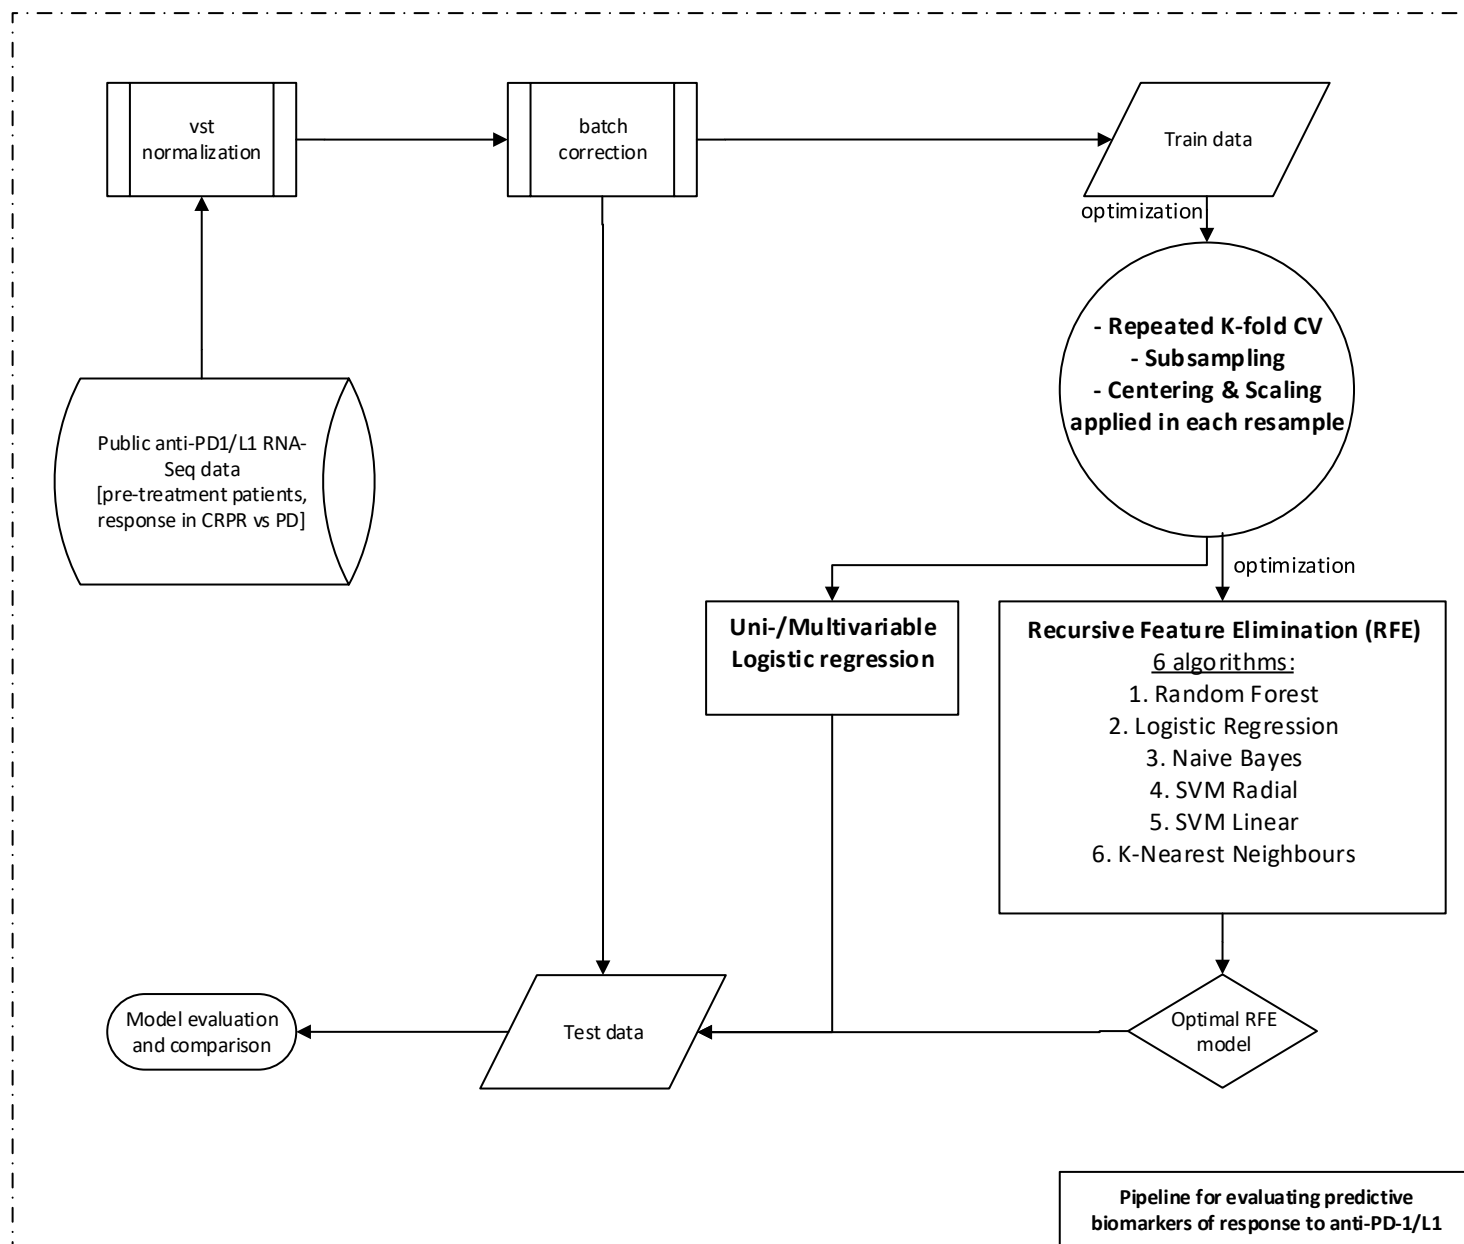 vst
normalization
batch
correction
Train data
optimization
- Repeated K-fold CV
- Subsampling
- Centering & Scaling
applied in each resample
Public anti-PD1/L1 RNA-
Seq data
[pre-treatment patients,
response in CRPR vs PD]
optimization
Uni-/Multivariable
Logistic regression
Recursive Feature Elimination (RFE)
6 algorithms:
1. Random Forest
2. Logistic Regression
3. Naive Bayes
4. SVM Radial
5. SVM Linear
6. K-Nearest Neighbours
Model evaluation
and comparison
Test data
Optimal RFE
model
Pipeline for evaluating predictive
biomarkers of response to anti-PD-1/L1